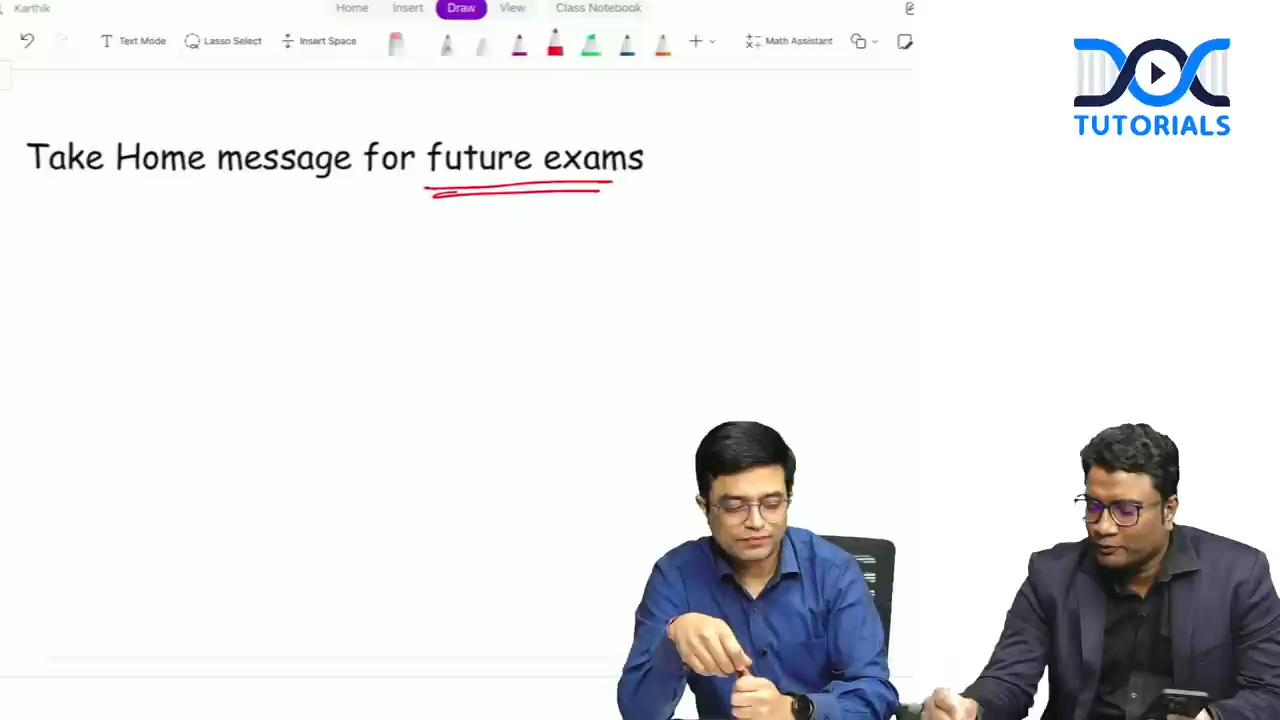 Karthik
Home Insert Draw View Class Notebook
Text Mode Lasso Select Insert Space Math Assistant
TUTORIALS
Take Home message for future exams